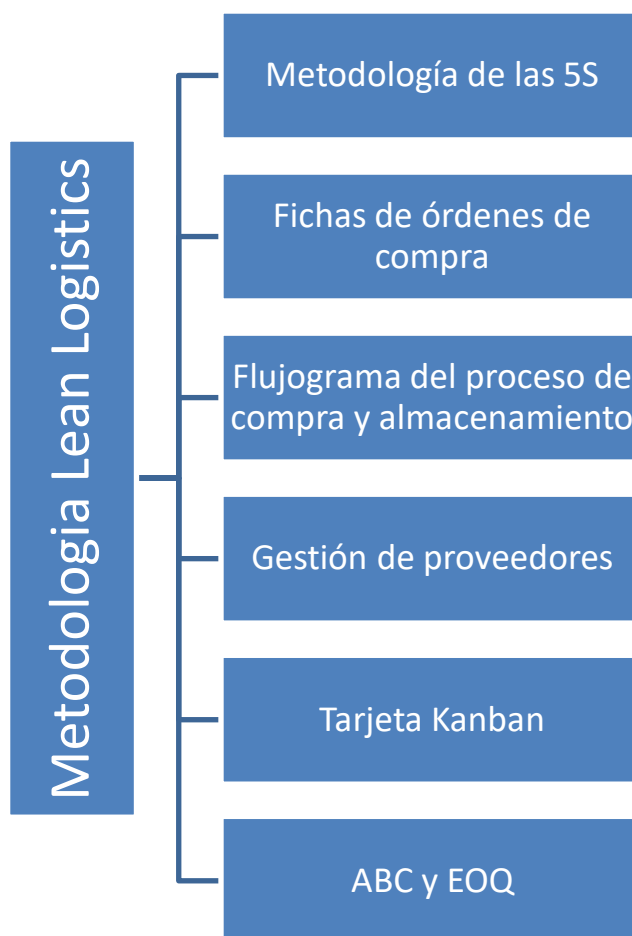 Metodologia Lean Logistics
Metodología de las 5S
Fichas de órdenes de
compra
Flujograma del proceso de
compra y almacenamiento
Gestión de proveedores
Tarjeta Kanban
ABC y EOQ